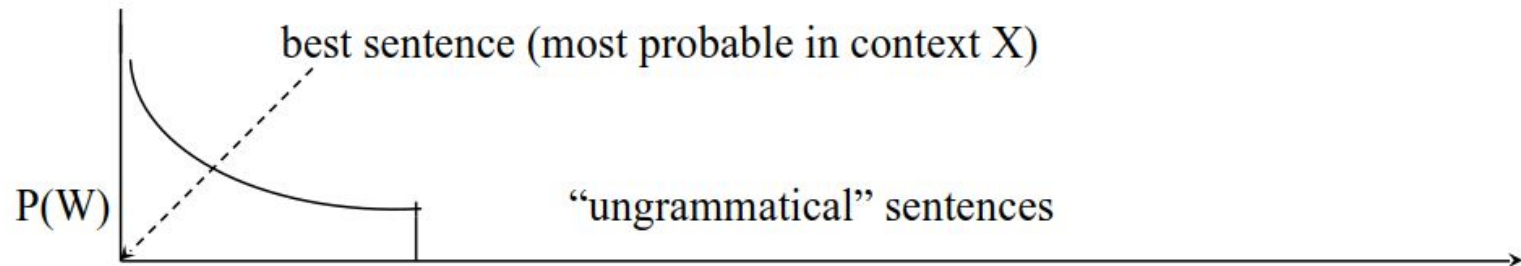 best sentence (most probable in context X)
P(W)
“ungrammatical” sentences